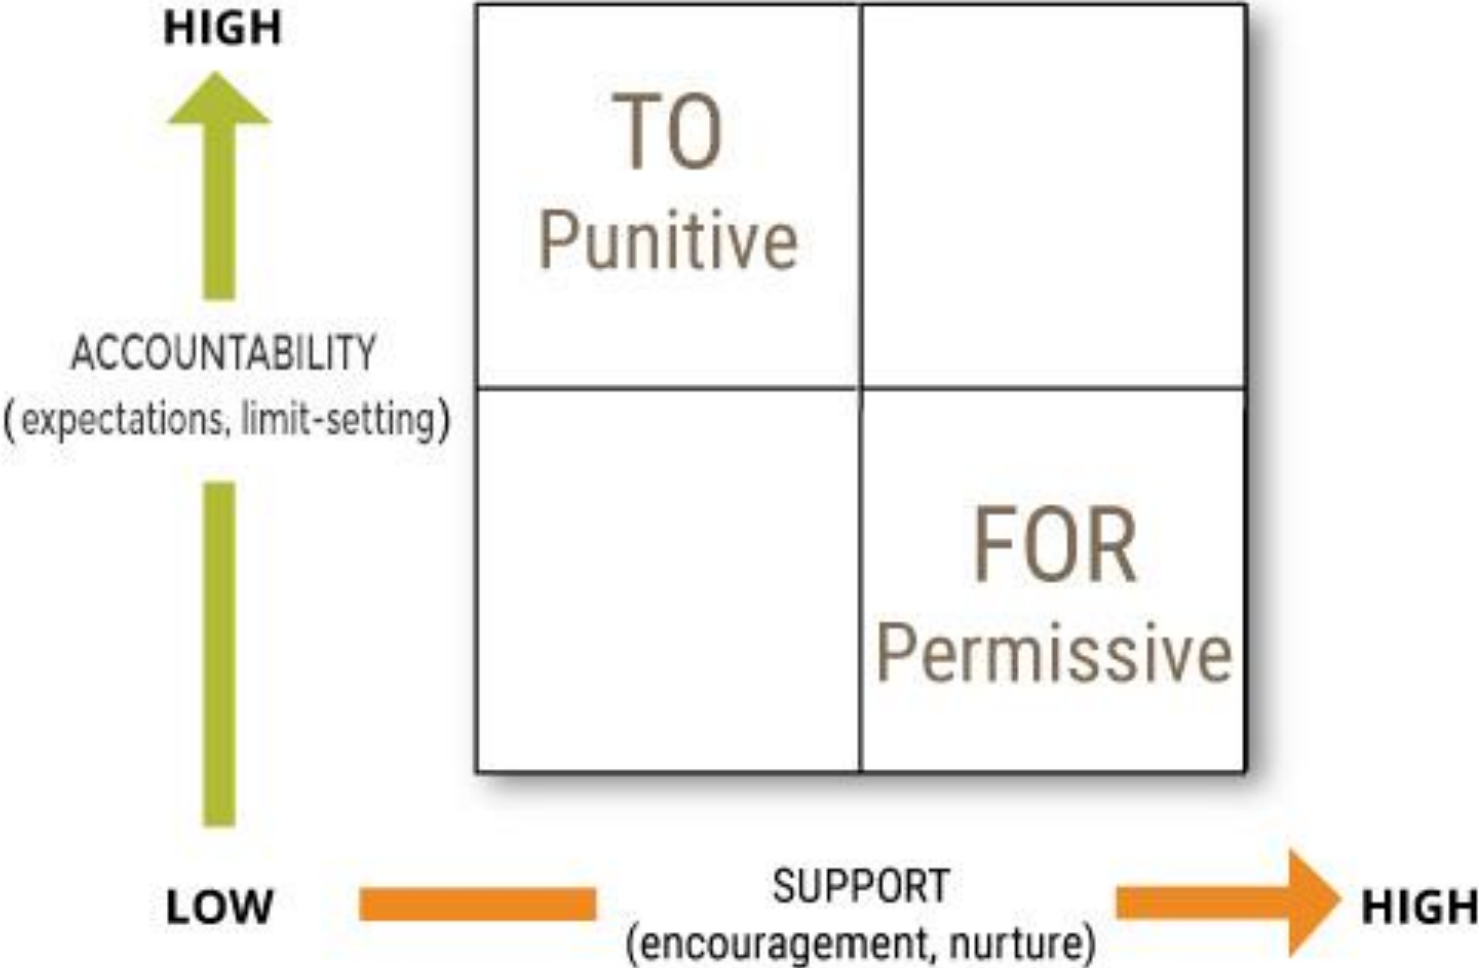 HIGH
TO
Punitive
ACCOUNTABILITY
(expectations, limit-setting)
FOR
Permissive
LOW
SUPPORT
(encouragement, nurture)
HIGH